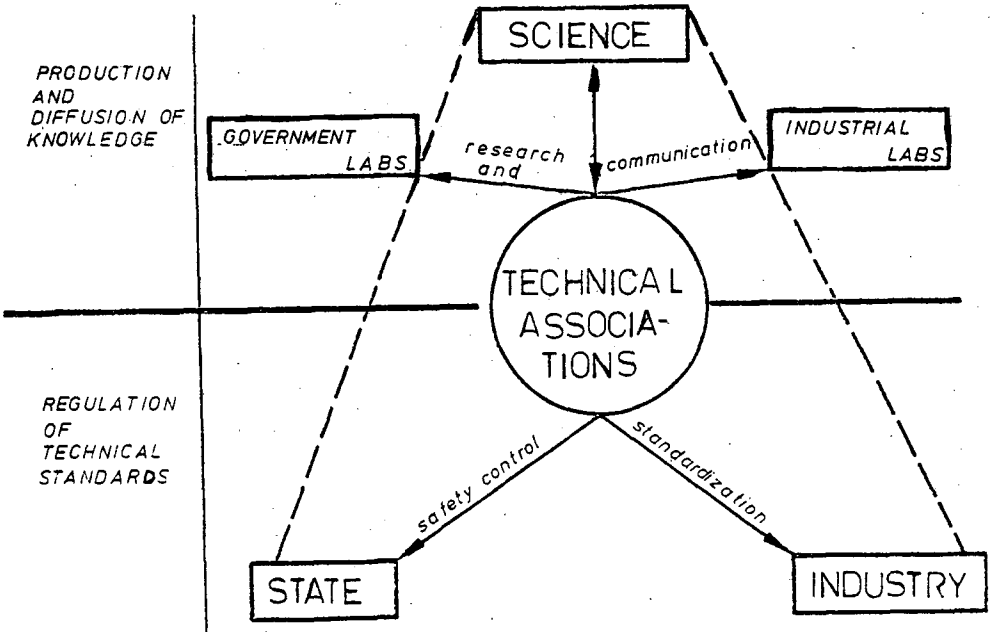 SCIENCE
PRODUCTION
AND
DIFFUSION OF
KNOWLEDGE
GOVERNMENT
LABS
research
and
communication
INDUSTRIAL
LABS
TECHNICAL
ASSOCIA-
TIONS
REGULATION
OF
TECHNICAL
STANDARDS
safety control
standardization
STATE
INDUSTRY